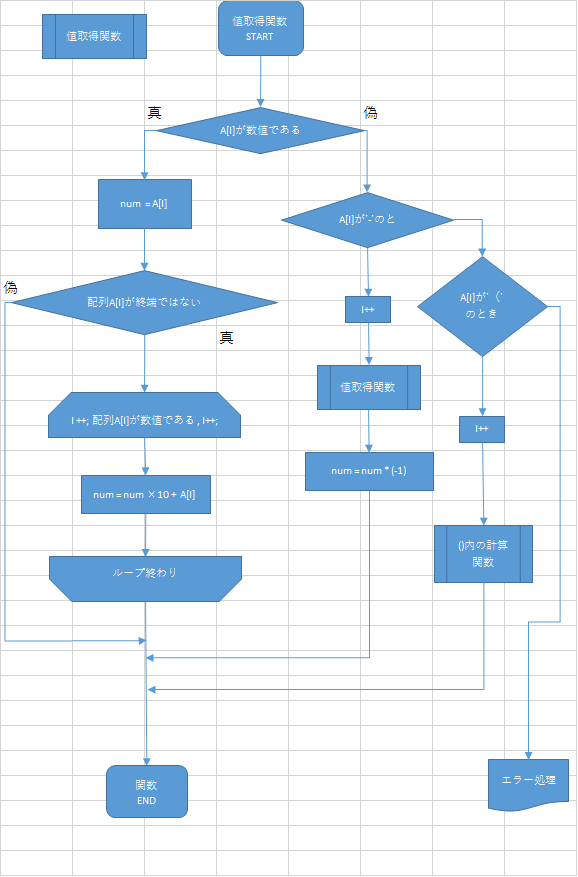 値取得関数
値取得関数
START
真
偽
A[I]が数値である
num =A[I]
A[I]が'-'のと
A[I]が'（'
のとき
偽
配列A[I]が終端ではない
真
I++
値取得関数
I ++; 配列A[I]が数値である , I++;
I++
num=num * (-1)
num=num ×10 + A[I]
()内の計算
関数
ループ終わり
関数
END
エラー処理